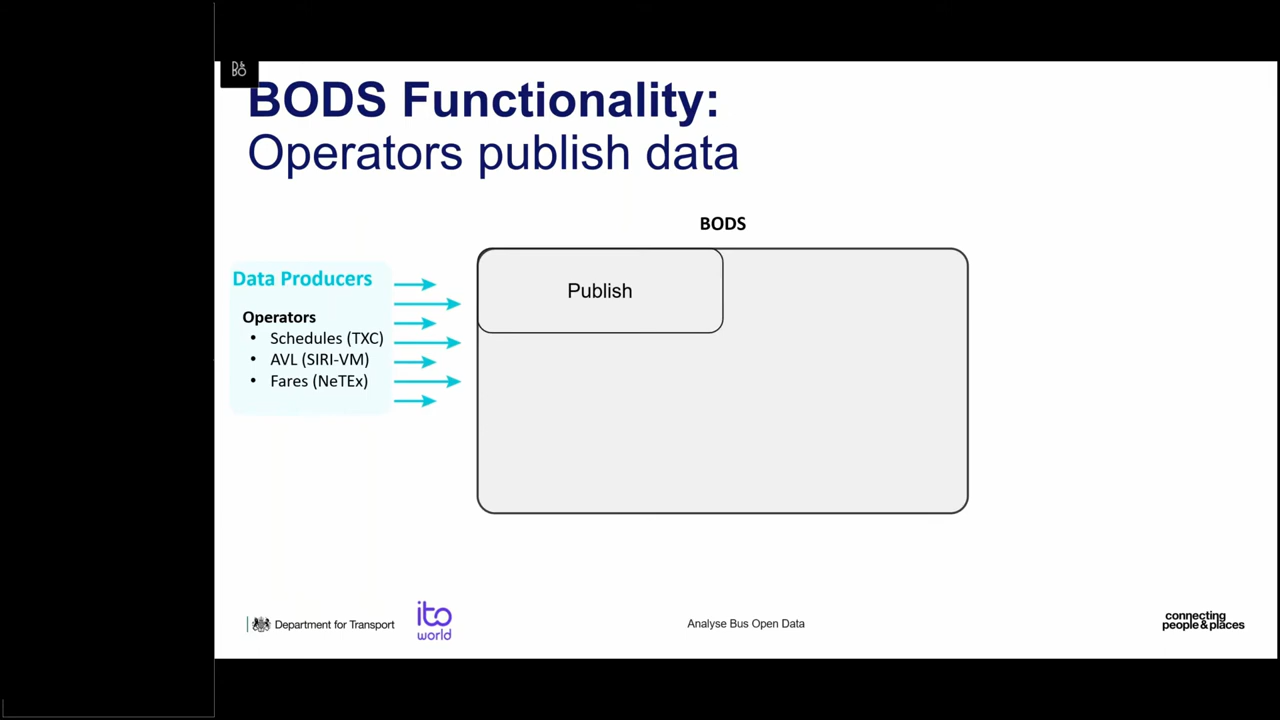 B&O
BODS Functionality:
Operators publish data
BODS
Data Producers
Operators
• Schedules (TXC)
• AVL (SIRI-VM)
• Fares (NeTEx)
Publish
Department for Transport
ito
world
Analyse Bus Open Data
connecting
people&places